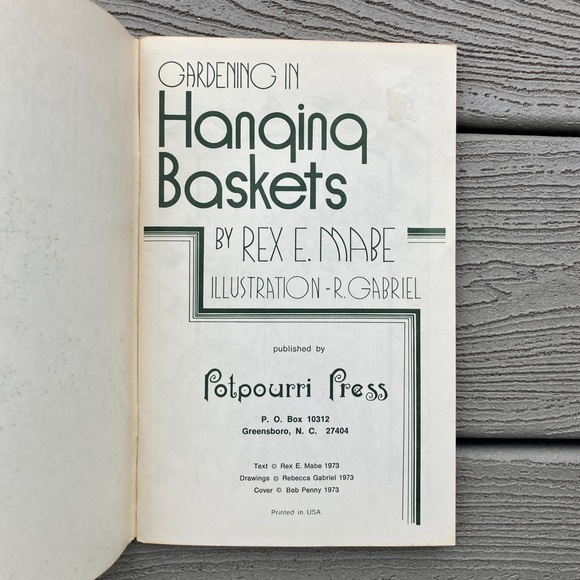 GARDENING IN
Hanging
Baskets
BY REX E. MABE
ILLUSTRATION - R. GABRIEL
published by
Potpourri Press
P. O. Box 10312
Greensboro, N. C. 27404
Text © Rex E. Mabe 1973
Drawings © Rebecca Gabriel 1973
Cover © Bob Penny 1973
Printed in USA